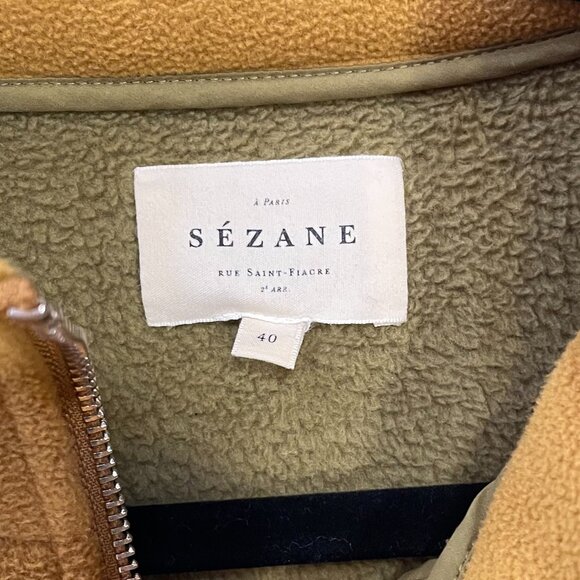 À PARIS
SÉZANE
RUE SAINT-FIACRE
2ᴱ ARR.
40